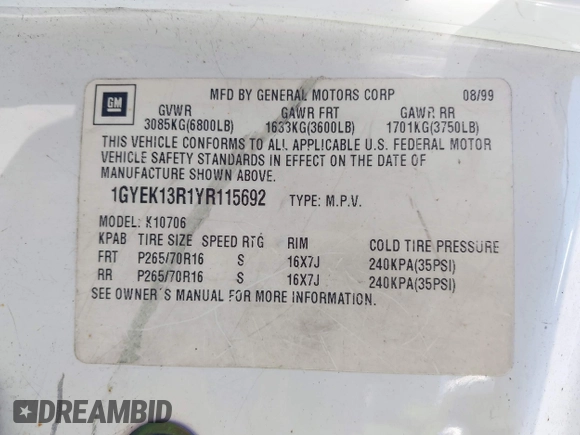 GM
MFD BY GENERAL MOTORS CORP 08/99
GVWR GAWR FRT GAWR RR
3085KG(6800LB) 1633KG(3600LB) 1701KG(3750LB)
THIS VEHICLE CONFORMS TO ALL APPLICABLE U.S. FEDERAL MOTOR
VEHICLE SAFETY STANDARDS IN EFFECT ON THE DATE OF
MANUFACTURE SHOWN ABOVE.
1GYEK13R1YR115692 TYPE: M.P.V.
MODEL: K10706
KPAB TIRE SIZE SPEED RTG RIM COLD TIRE PRESSURE
FRT P265/70R16 S 16X7J 240KPA(35PSI)
RR P265/70R16 S 16X7J 240KPA(35PSI)
SEE OWNER'S MANUAL FOR MORE INFORMATION.
DREAMBID